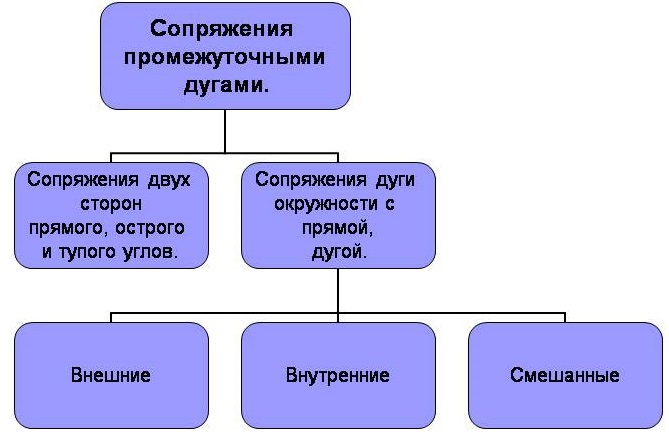 Сопряжения
промежуточными
дугами.
Сопряжения двух
сторон
прямого, острого
и тупого углов.
Сопряжения дуги
окружности с
прямой,
дугой.
Внешние
Внутренние
Смешанные